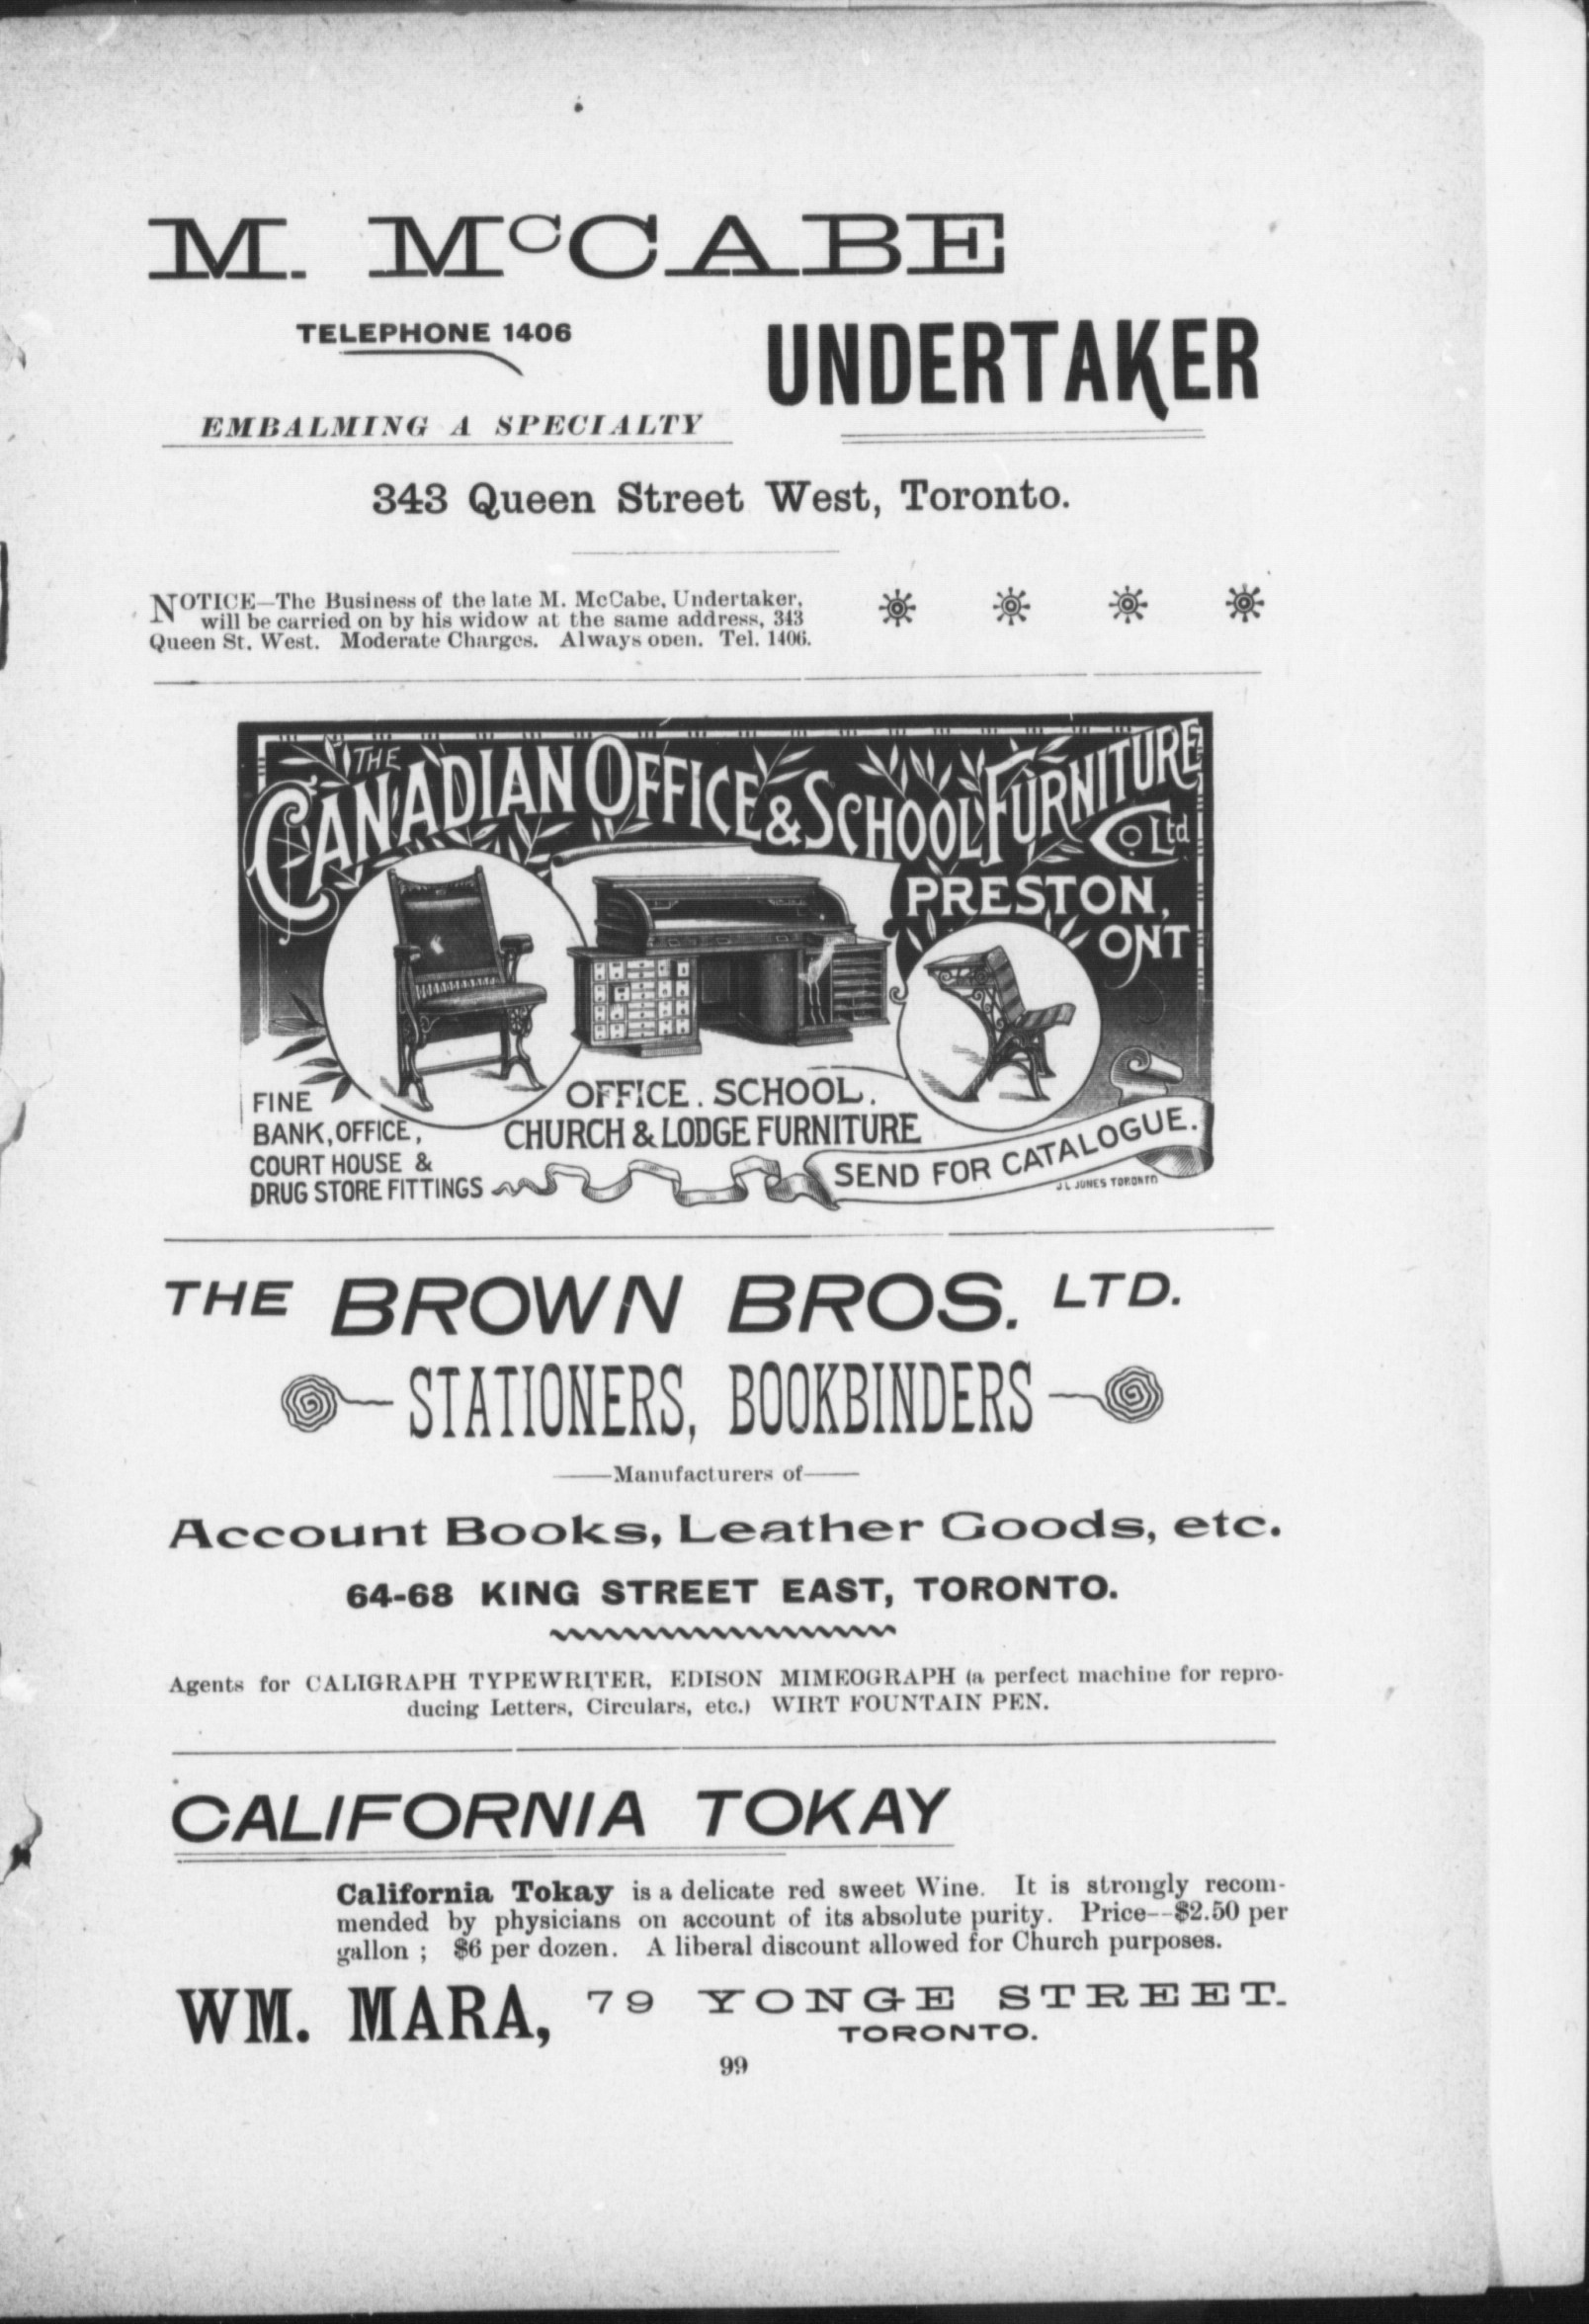 M. McCABE
TELEPHONE 1406
UNDERTAKER
EMBALMING A SPECIALTY
343 Queen Street West, Toronto.
NOTICE—The Business of the late M. McCabe, Undertaker,
will be carried on by his widow at the same address, 343
Queen St. West. Moderate Charges. Always open. Tel. 1406.
THE
CANADIAN OFFICE & SCHOOL FURNITURE
CO. Ltd
PRESTON,
ONT
FINE
BANK, OFFICE,
COURT HOUSE &
DRUG STORE FITTINGS
OFFICE. SCHOOL.
CHURCH & LODGE FURNITURE
SEND FOR CATALOGUE.
J L JONES TORONTO
THE BROWN BROS. LTD.
STATIONERS, BOOKBINDERS
—Manufacturers of—
Account Books, Leather Goods, etc.
64-68 KING STREET EAST, TORONTO.
Agents for CALIGRAPH TYPEWRITER, EDISON MIMEOGRAPH (a perfect machine for repro-
ducing Letters, Circulars, etc.) WIRT FOUNTAIN PEN.
CALIFORNIA TOKAY
California Tokay is a delicate red sweet Wine. It is strongly recom-
mended by physicians on account of its absolute purity. Price--$2.50 per
gallon ; $6 per dozen. A liberal discount allowed for Church purposes.
WM. MARA, 79 YONGE STREET.
TORONTO.
99